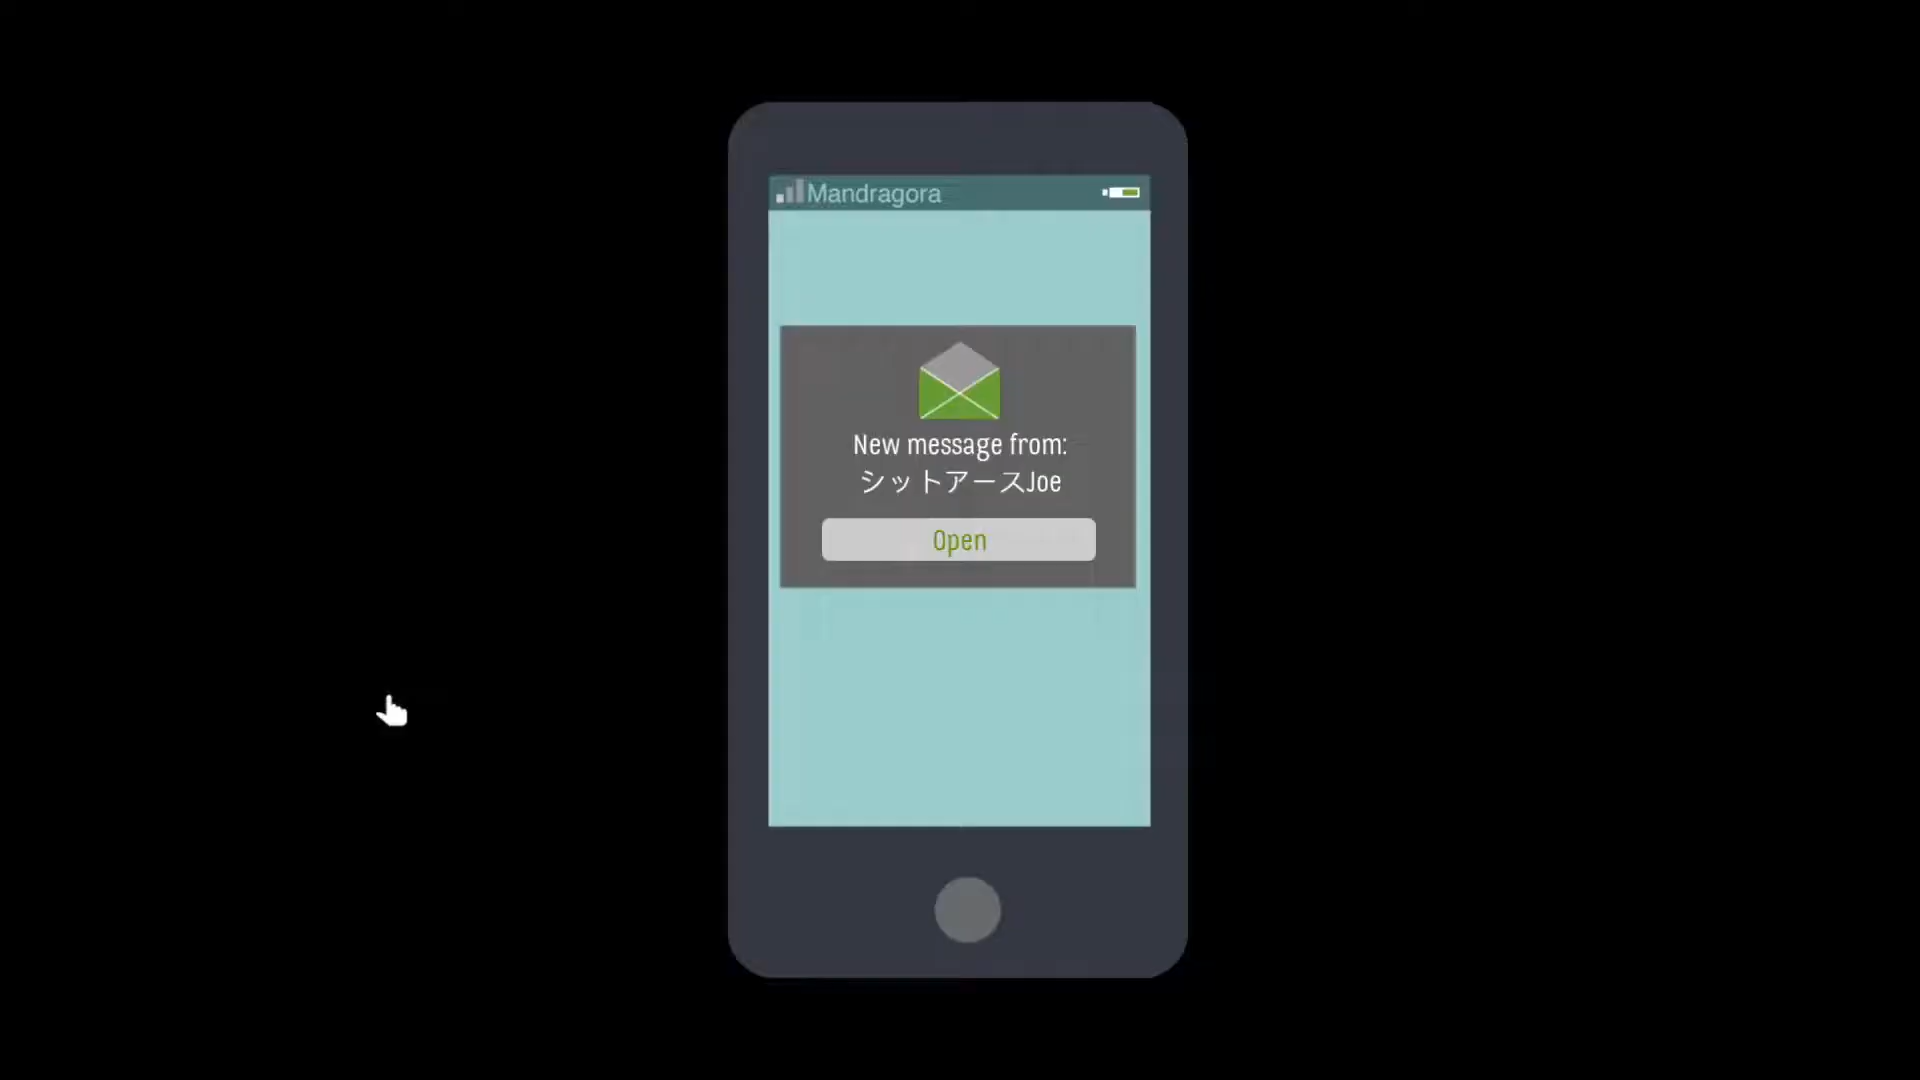 Mandragora
New message from:
シットアースJoe
Open